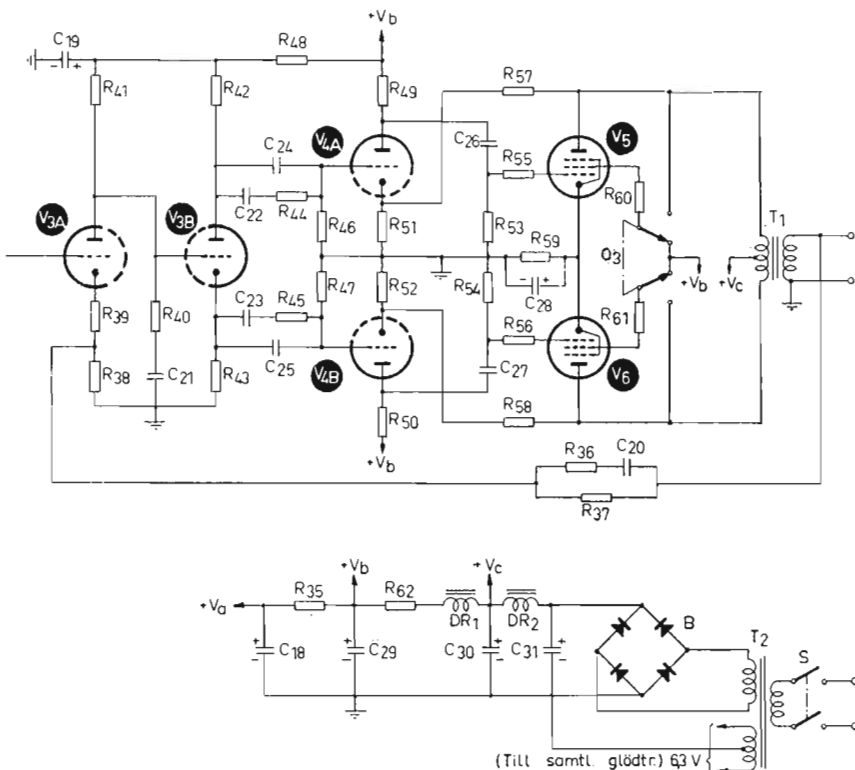 C19
+Vb
R48
R57
R41
R42
R49
V4A
C24
C26
V5
R55
R60
V3A
V3B
C22
R44
R46
R51
R53
R59
O3
T1
+Vb
+Vc
R39
R40
C23
R45
R47
R52
R54
C28
R61
R38
C21
R43
C25
V4B
R56
C27
V6
R50
R58
+Vb
R36
C20
R37
+Vb
+Vc
+Va
R35
R62
DR1
DR2
B
T2
S
C18
C29
C30
C31
(Till samtl. glödtr.) 6,3 V